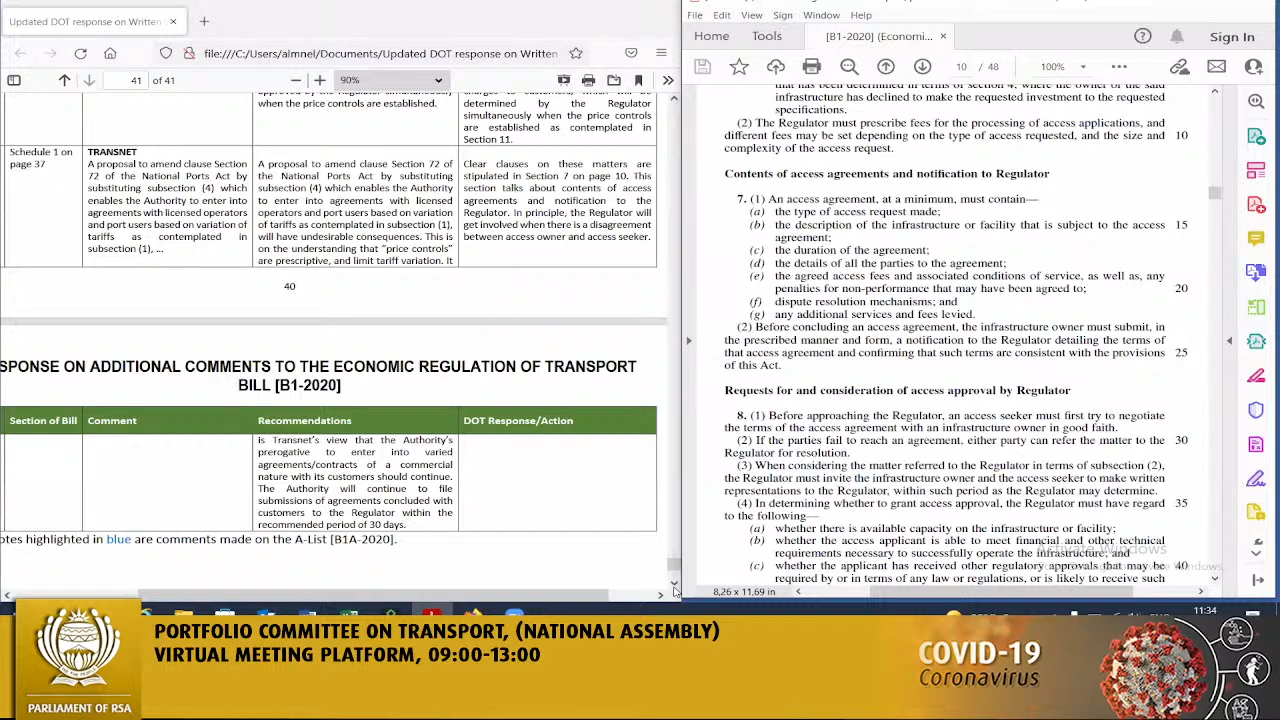 Updated DOT response on Written
file:///C:/Users/almnel/Documents/Updated DOT response on Written
41 of 41
90%
approved by the Regulator simultaneously
when the price controls are established.
charges to customers, which will be
determined by the Regulator
simultaneously when the price controls
are established as contemplated in
Section 11.
Schedule 1 on
page 37
TRANSNET
A proposal to amend clause Section
72 of the National Ports Act by
substituting subsection (4) which
enables the Authority to enter into
agreements with licensed operators
and port users based on variation of
tariffs as contemplated in
subsection (1), ...
A proposal to amend clause Section 72 of
the National Ports Act by substituting
subsection (4) which enables the Authority
to enter into agreements with licensed
operators and port users based on variation
of tariffs as contemplated in subsection (1),
will have undesirable consequences. This is
on the understanding that "price controls"
are prescriptive, and limit tariff variation. It
Clear clauses on these matters are
stipulated in Section 7 on page 10. This
section talks about contents of access
agreements and notification to the
Regulator. In principle, the Regulator will
get involved when there is a disagreement
between access owner and access seeker.
40
SPONSE ON ADDITIONAL COMMENTS TO THE ECONOMIC REGULATION OF TRANSPORT
BILL [B1-2020]
Section of Bill
Comment
Recommendations
DOT Response/Action
is Transnet's view that the Authority's
prerogative to enter into varied
agreements/contracts of a commercial
nature with its customers should continue.
The Authority will continue to file
submissions of agreements concluded with
customers to the Regulator within the
recommended period of 30 days.
otes highlighted in blue are comments made on the A-List [B1A-2020].
File Edit View Sign Window Help
Home Tools [B1-2020] (Economi... Sign In
10 / 48 100%
that has been determined in terms of section 4, where the owner of the said
infrastructure has declined to make the requested investment to the requested
specifications.
(2) The Regulator must prescribe fees for the processing of access applications, and
different fees may be set depending on the type of access requested, and the size and 10
complexity of the access request.
Contents of access agreements and notification to Regulator
7. (1) An access agreement, at a minimum, must contain—
(a) the type of access request made;
(b) the description of the infrastructure or facility that is subject to the access 15
agreement;
(c) the duration of the agreement;
(d) the details of all the parties to the agreement;
(e) the agreed access fees and associated conditions of service, as well as, any
penalties for non-performance that may have been agreed to; 20
(f) dispute resolution mechanisms; and
(g) any additional services and fees levied.
(2) Before concluding an access agreement, the infrastructure owner must submit, in
the prescribed manner and form, a notification to the Regulator detailing the terms of
that access agreement and confirming that such terms are consistent with the provisions 25
of this Act.
Requests for and consideration of access approval by Regulator
8. (1) Before approaching the Regulator, an access seeker must first try to negotiate
the terms of the access agreement with an infrastructure owner in good faith.
(2) If the parties fail to reach an agreement, either party can refer the matter to the 30
Regulator for resolution.
(3) When considering the matter referred to the Regulator in terms of subsection (2),
the Regulator must invite the infrastructure owner and the access seeker to make written
representations to the Regulator, within such period as the Regulator may determine.
(4) In determining whether to grant access approval, the Regulator must have regard 35
to the following—
(a) whether there is available capacity on the infrastructure or facility;
(b) whether the access applicant is able to meet financial and other technical
requirements necessary to successfully operate the infrastructure; and
(c) whether the applicant has received other regulatory approvals that may be 40
required by or in terms of any law or regulations, or is likely to receive such
Activate Windows
8,26 x 11,69 in
11:34
PORTFOLIO COMMITTEE ON TRANSPORT, (NATIONAL ASSEMBLY)
VIRTUAL MEETING PLATFORM, 09:00-13:00
PARLIAMENT OF RSA
COVID-19
Coronavirus